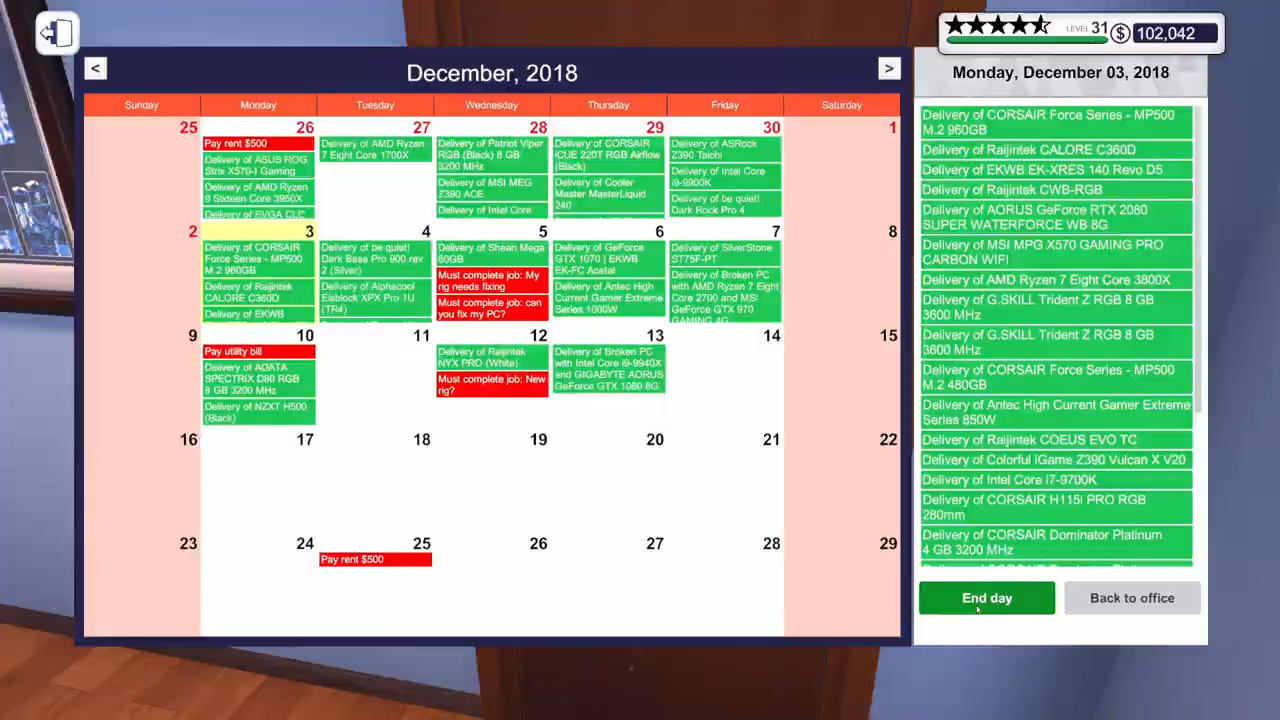 LEVEL 31 $ 102,042
< December, 2018 >
Sunday Monday Tuesday Wednesday Thursday Friday Saturday
25 26 27 28 29 30 1
Pay rent $500
Delivery of ASUS ROG
Strix X570-I Gaming
Delivery of AMD Ryzen
9 Sixteen Core 3950X
Delivery of EVGA CLC
Delivery of AMD Ryzen
7 Eight Core 1700X
Delivery of Patriot Viper
RGB (Black) 8 GB
3200 MHz
Delivery of MSI MEG
Z390 ACE
Delivery of Intel Core
Delivery of CORSAIR
iCUE 220T RGB Airflow
(Black)
Delivery of Cooler
Master MasterLiquid
240
Delivery of ASRock
Z390 Taichi
Delivery of Intel Core
i9-9900K
Delivery of be quiet!
Dark Rock Pro 4
2 3 4 5 6 7 8
Delivery of CORSAIR
Force Series - MP500
M.2 960GB
Delivery of Raijintek
CALORE C360D
Delivery of EKWB
Delivery of be quiet!
Dark Base Pro 900 rev
2 (Silver)
Delivery of Alphacool
Eisblock XPX Pro 1U
(TR4)
Delivery of Shean Mega
60GB
Must complete job: My
rig needs fixing
Must complete job: can
you fix my PC?
Delivery of GeForce
GTX 1070 | EKWB
EK-FC Acetal
Delivery of Antec High
Current Gamer Extreme
Series 1000W
Delivery of SilverStone
ST75F-PT
Delivery of Broken PC
with AMD Ryzen 7 Eight
Core 2700 and MSI
GeForce GTX 970
GAMING 4G
9 10 11 12 13 14 15
Pay utility bill
Delivery of ADATA
SPECTRIX D80 RGB
8 GB 3200 MHz
Delivery of NZXT H500
(Black)
Delivery of Raijintek
NYX PRO (White)
Must complete job: New
rig?
Delivery of Broken PC
with Intel Core i9-9940X
and GIGABYTE AORUS
GeForce GTX 1080 8G
16 17 18 19 20 21 22
23 24 25 26 27 28 29
Pay rent $500
Monday, December 03, 2018
Delivery of CORSAIR Force Series - MP500
M.2 960GB
Delivery of Raijintek CALORE C360D
Delivery of EKWB EK-XRES 140 Revo D5
Delivery of Raijintek CWB-RGB
Delivery of AORUS GeForce RTX 2080
SUPER WATERFORCE WB 8G
Delivery of MSI MPG X570 GAMING PRO
CARBON WIFI
Delivery of AMD Ryzen 7 Eight Core 3800X
Delivery of G.SKILL Trident Z RGB 8 GB
3600 MHz
Delivery of G.SKILL Trident Z RGB 8 GB
3600 MHz
Delivery of CORSAIR Force Series - MP500
M.2 480GB
Delivery of Antec High Current Gamer Extreme
Series 850W
Delivery of Raijintek COEUS EVO TC
Delivery of Colorful iGame Z390 Vulcan X V20
Delivery of Intel Core i7-9700K
Delivery of CORSAIR H115i PRO RGB
280mm
Delivery of CORSAIR Dominator Platinum
4 GB 3200 MHz
End day Back to office